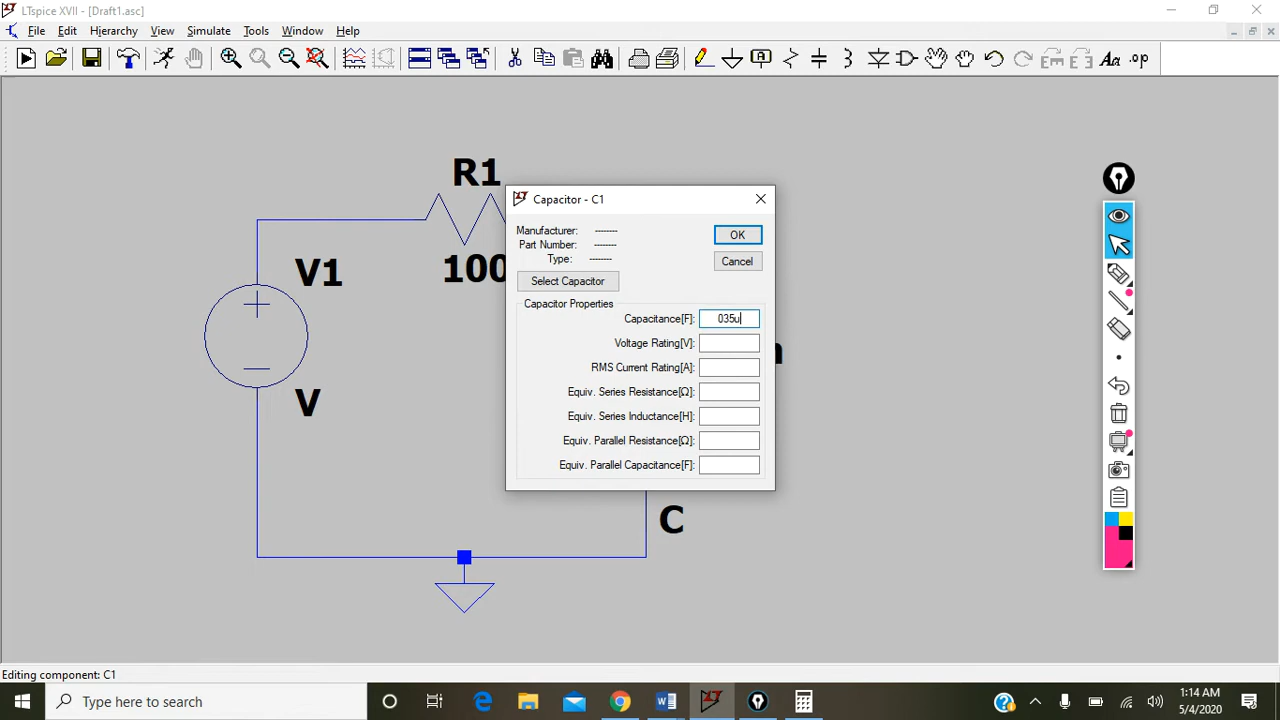 LTspice XVII - [Draft1.asc]
File Edit Hierarchy View Simulate Tools Window Help
Aa .op
R1
Capacitor - C1
Manufacturer: --------
Part Number: --------
Type: --------
OK
Cancel
Select Capacitor
V1
100
Capacitor Properties
Capacitance[F]: 035u
Voltage Rating[V]:
RMS Current Rating[A]:
Equiv. Series Resistance[Ω]:
Equiv. Series Inductance[H]:
Equiv. Parallel Resistance[Ω]:
Equiv. Parallel Capacitance[F]:
V
C
Editing component: C1
Type here to search
1:14 AM
5/4/2020